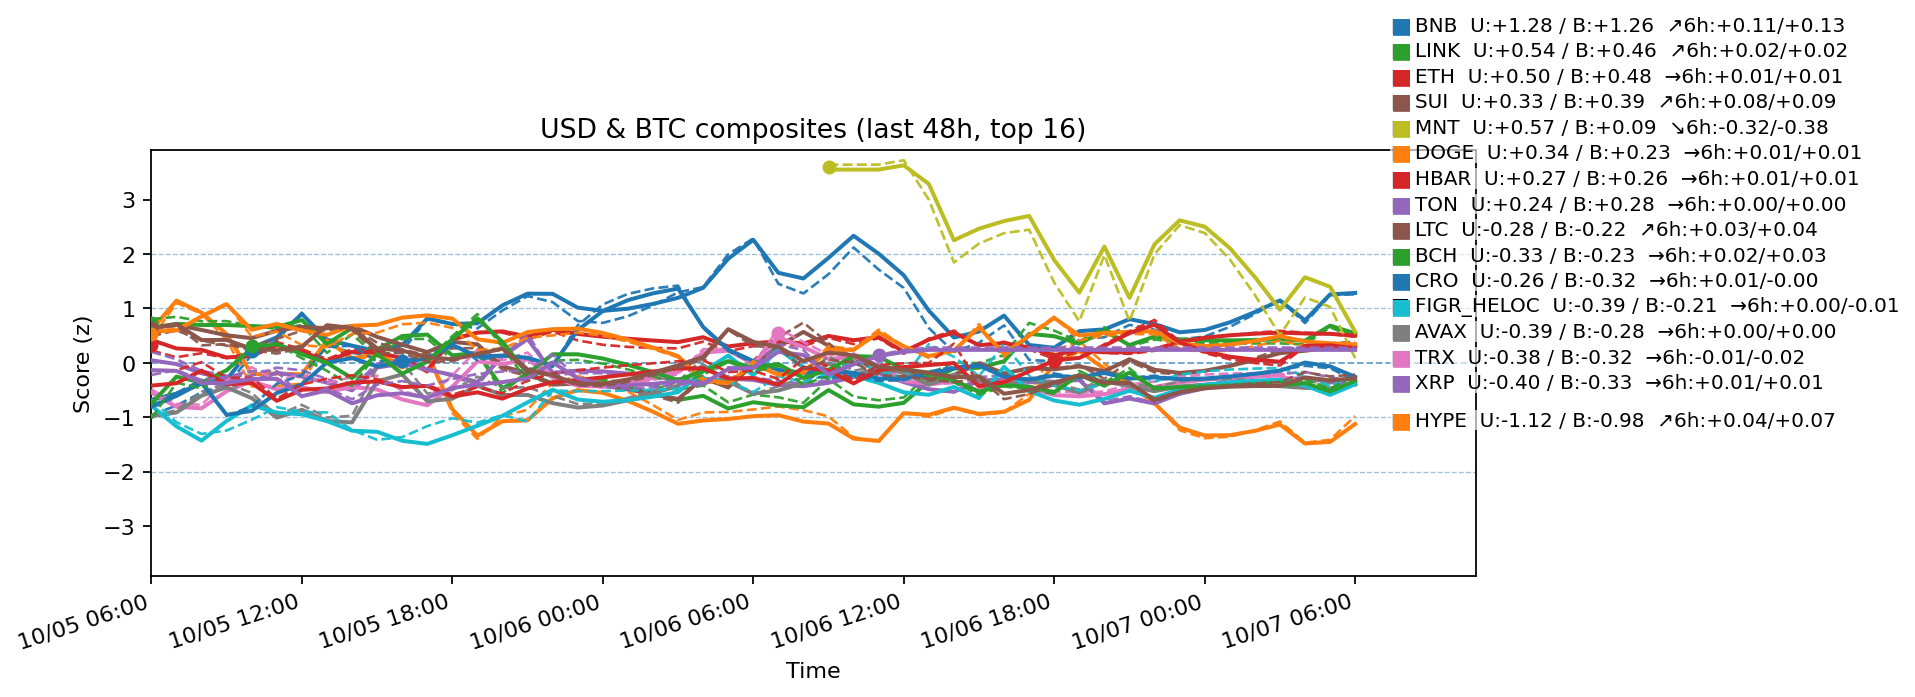 BNB  U:+1.28 / B:+1.26  ↗6h:+0.11/+0.13
LINK  U:+0.54 / B:+0.46  ↗6h:+0.02/+0.02
ETH  U:+0.50 / B:+0.48  →6h:+0.01/+0.01
SUI  U:+0.33 / B:+0.39  ↗6h:+0.08/+0.09
MNT  U:+0.57 / B:+0.09  ↘6h:-0.32/-0.38
DOGE  U:+0.34 / B:+0.23  →6h:+0.01/+0.01
HBAR  U:+0.27 / B:+0.26  →6h:+0.01/+0.01
TON  U:+0.24 / B:+0.28  →6h:+0.00/+0.00
LTC  U:-0.28 / B:-0.22  ↗6h:+0.03/+0.04
BCH  U:-0.33 / B:-0.23  →6h:+0.02/+0.03
CRO  U:-0.26 / B:-0.32  →6h:+0.01/-0.00
FIGR_HELOC  U:-0.39 / B:-0.21  →6h:+0.00/-0.01
AVAX  U:-0.39 / B:-0.28  →6h:+0.00/+0.00
TRX  U:-0.38 / B:-0.32  →6h:-0.01/-0.02
XRP  U:-0.40 / B:-0.33  →6h:+0.01/+0.01
HYPE  U:-1.12 / B:-0.98  ↗6h:+0.04/+0.07
USD & BTC composites (last 48h, top 16)
Score (z)
3
2
1
0
−1
−2
−3
10/05 06:00
10/05 12:00
10/05 18:00
10/06 00:00
10/06 06:00
10/06 12:00
10/06 18:00
10/07 00:00
10/07 06:00
Time